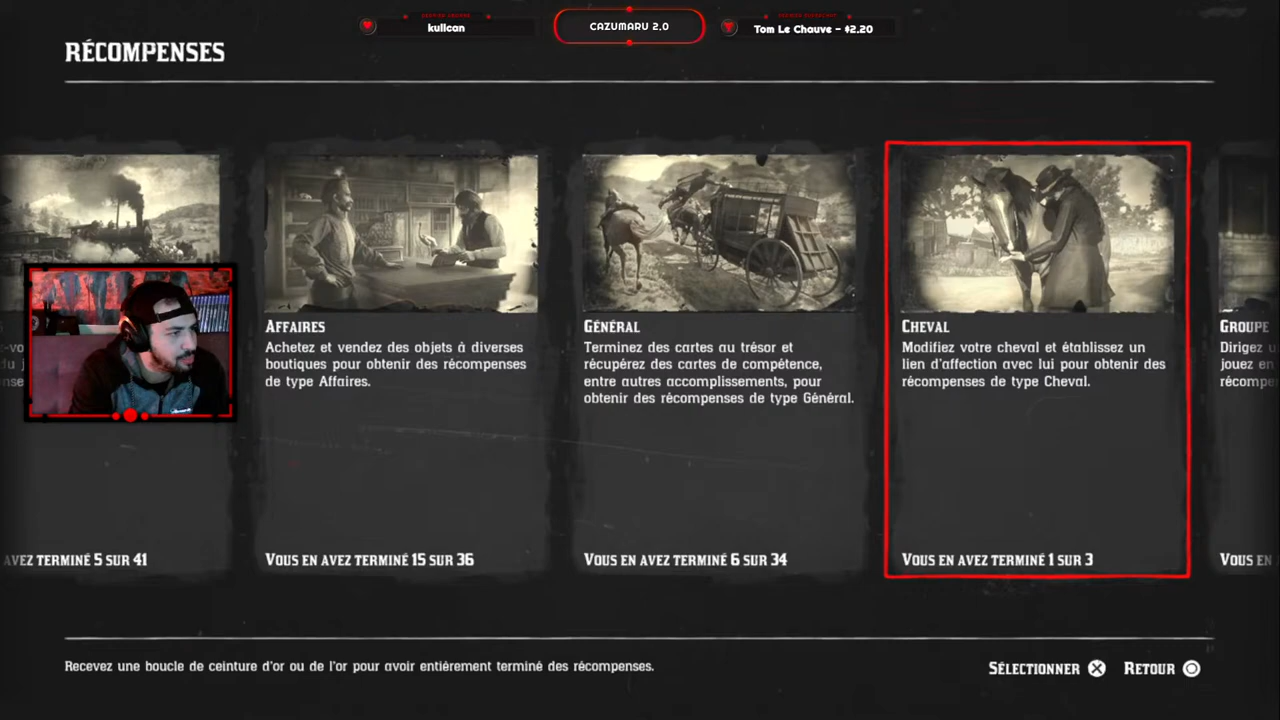 kullcan
CAZUMARU 2.0
Tom Le Chauve - $2.20
RÉCOMPENSES
AFFAIRES
Achetez et vendez des objets à diverses
boutiques pour obtenir des récompenses
de type Affaires.
GÉNÉRAL
Terminez des cartes au trésor et
récupérez des cartes de compétence,
entre autres accomplissements, pour
obtenir des récompenses de type Général.
CHEVAL
Modifiez votre cheval et établissez un
lien d'affection avec lui pour obtenir des
récompenses de type Cheval.
GROUPE
Dirigez u
jouez en
récompe
AVEZ TERMINÉ 5 SUR 41
VOUS EN AVEZ TERMINÉ 15 SUR 36
VOUS EN AVEZ TERMINÉ 6 SUR 34
VOUS EN AVEZ TERMINÉ 1 SUR 3
VOUS EN
Recevez une boucle de ceinture d'or ou de l'or pour avoir entièrement terminé des récompenses.
SÉLECTIONNER
RETOUR